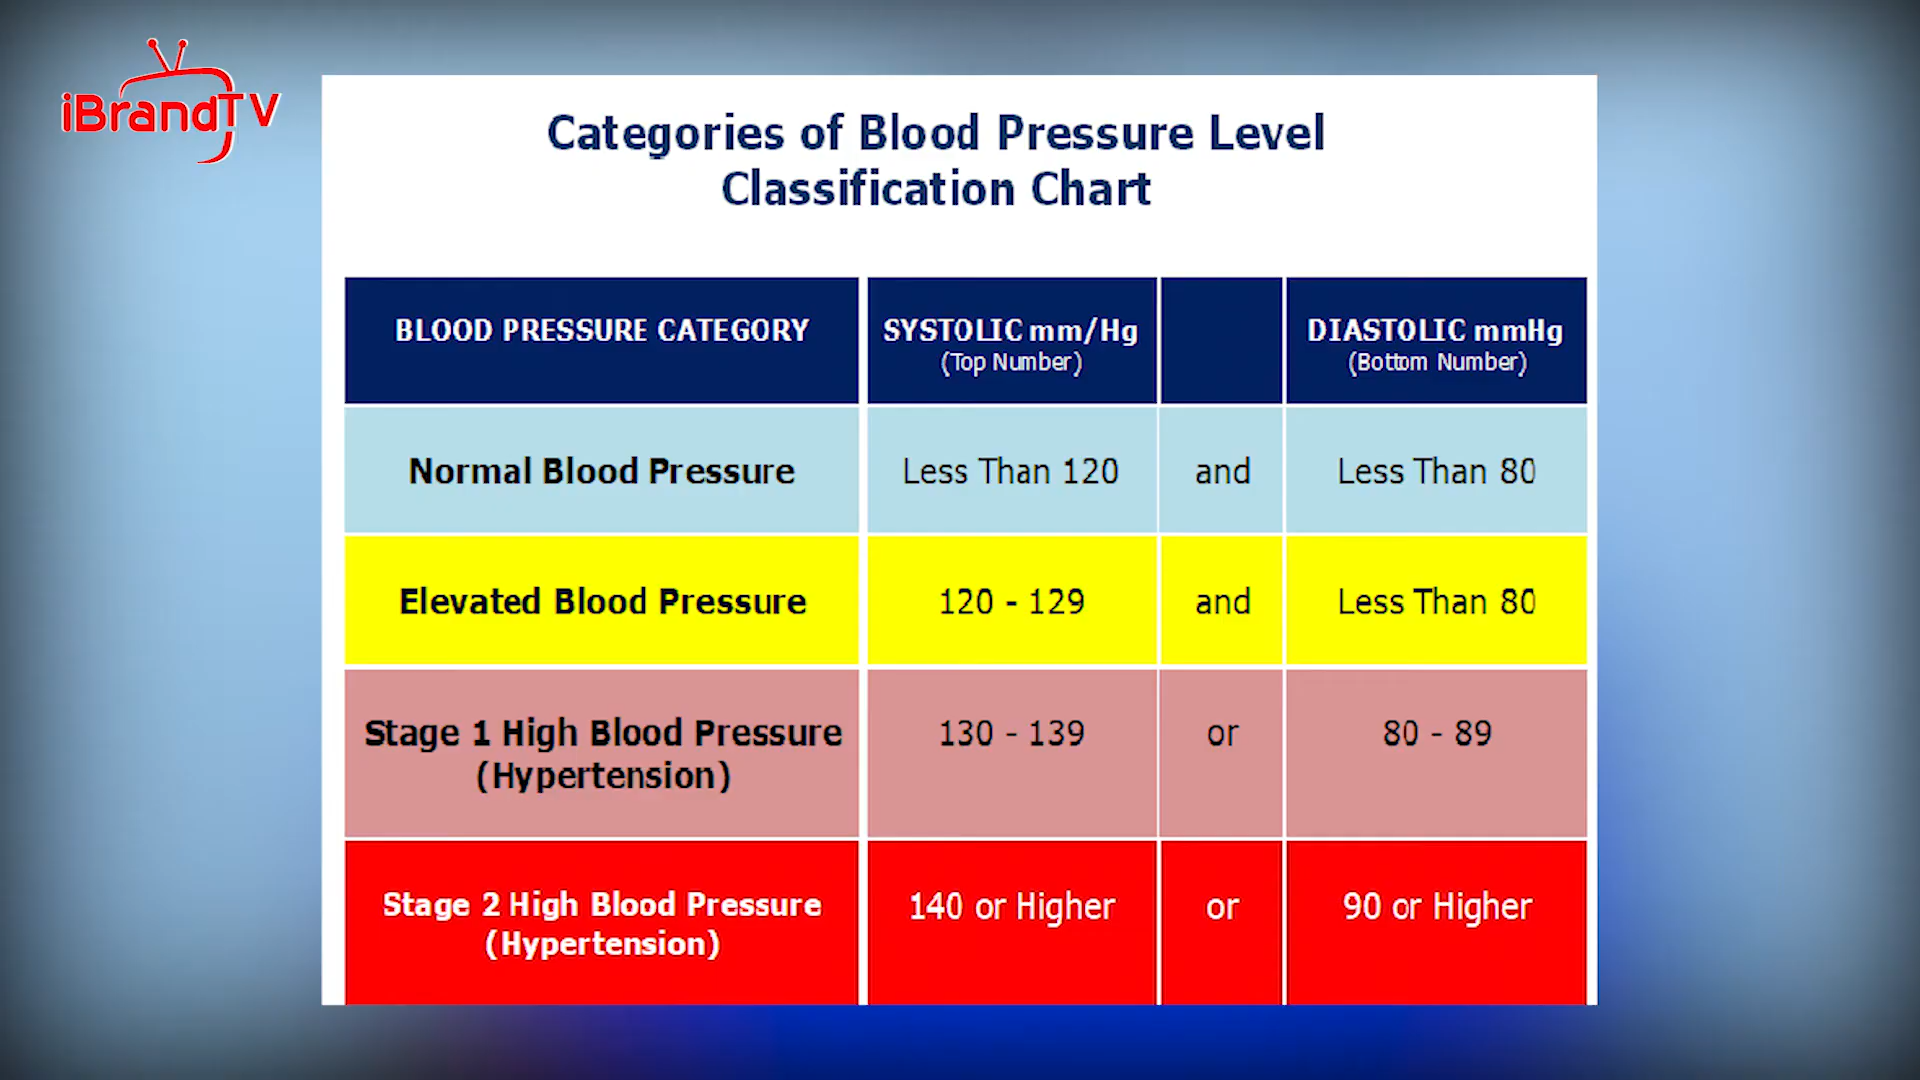 iBrandTV
Categories of Blood Pressure Level
Classification Chart
BLOOD PRESSURE CATEGORY
SYSTOLIC mm/Hg
(Top Number)
DIASTOLIC mmHg
(Bottom Number)
Normal Blood Pressure
Less Than 120
and
Less Than 80
Elevated Blood Pressure
120 - 129
and
Less Than 80
Stage 1 High Blood Pressure
(Hypertension)
130 - 139
or
80 - 89
Stage 2 High Blood Pressure
(Hypertension)
140 or Higher
or
90 or Higher